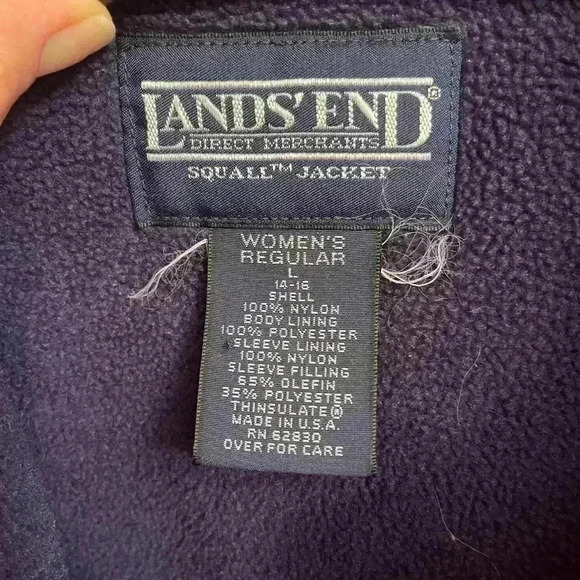 LANDS' END®
DIRECT MERCHANTS
SQUALL™ JACKET
WOMEN'S
REGULAR
L
14-16
SHELL
100% NYLON
BODY LINING
100% POLYESTER
SLEEVE LINING
100% NYLON
SLEEVE FILLING
65% OLEFIN
35% POLYESTER
THINSULATE®
MADE IN U.S.A.
RN 62830
OVER FOR CARE